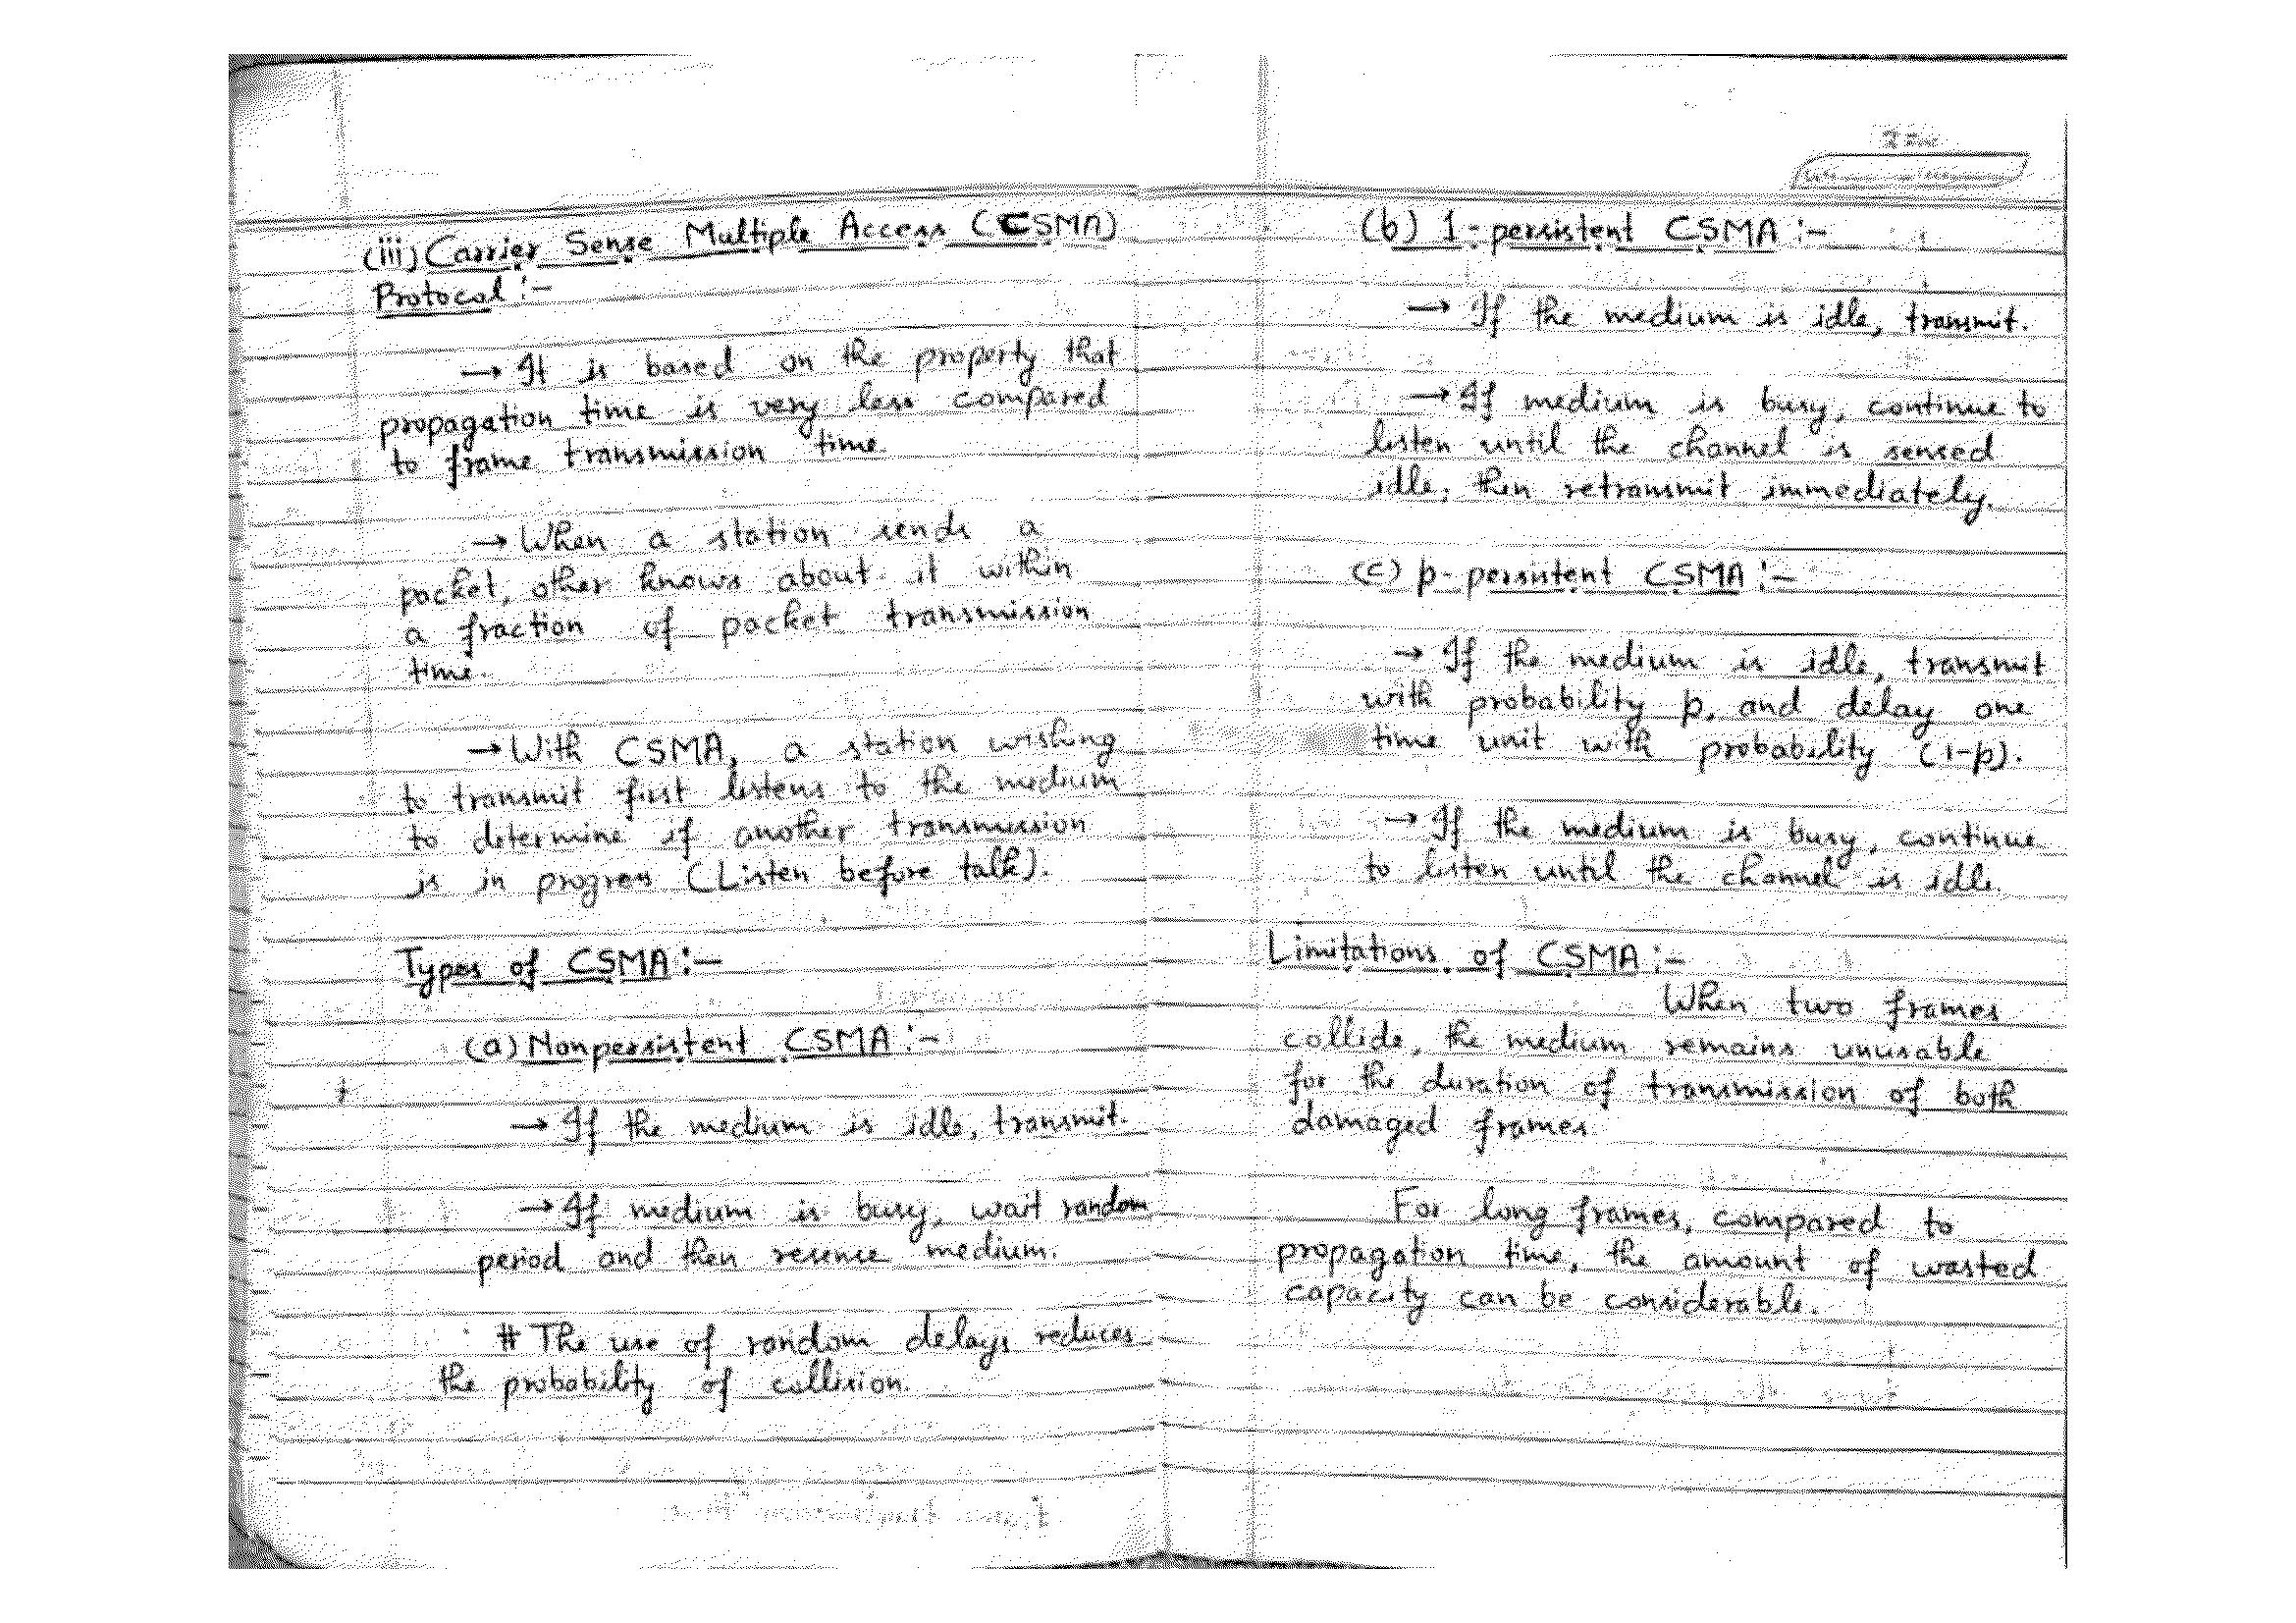 (iii) Carrier Sense Multiple Access (CSMA)
Protocol :-
→ It is based on the property that
propagation time is very less compared
to frame transmission time.
→ When a station sends a
packet, other knows about it within
a fraction of packet transmission
time.
→ With CSMA, a station wishing
to transmit first listens to the medium
to determine if another transmission
is in progress (Listen before talk).
Types of CSMA :-
(a) Nonpersistent CSMA :-
→ If the medium is idle, transmit.
→ If medium is busy, wait random
period and then resense medium.
# The use of random delays reduces
the probability of collision.
(b) 1-persistent CSMA :-
→ If the medium is idle, transmit.
→ If medium is busy, continue to
listen until the channel is sensed
idle, then retransmit immediately.
(c) p-persistent CSMA :-
→ If the medium is idle, transmit
with probability p, and delay one
time unit with probability (1-p).
→ If the medium is busy, continue
to listen until the channel is idle.
Limitations of CSMA :-
When two frames
collide, the medium remains unusable
for the duration of transmission of both
damaged frames
For long frames, compared to
propagation time, the amount of wasted
capacity can be considerable.